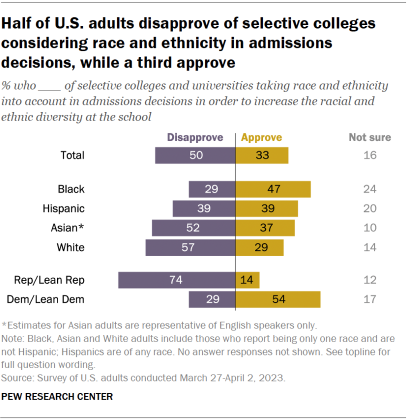 Half of U.S. adults disapprove of selective colleges
considering race and ethnicity in admissions
decisions, while a third approve
% who ___ of selective colleges and universities taking race and ethnicity
into account in admissions decisions in order to increase the racial and
ethnic diversity at the school
Disapprove Approve Not sure
Total 50 33 16
Black 29 47 24
Hispanic 39 39 20
Asian* 52 37 10
White 57 29 14
Rep/Lean Rep 74 14 12
Dem/Lean Dem 29 54 17
*Estimates for Asian adults are representative of English speakers only.
Note: Black, Asian and White adults include those who report being only one race and are
not Hispanic; Hispanics are of any race. No answer responses not shown. See topline for
full question wording.
Source: Survey of U.S. adults conducted March 27-April 2, 2023.
PEW RESEARCH CENTER